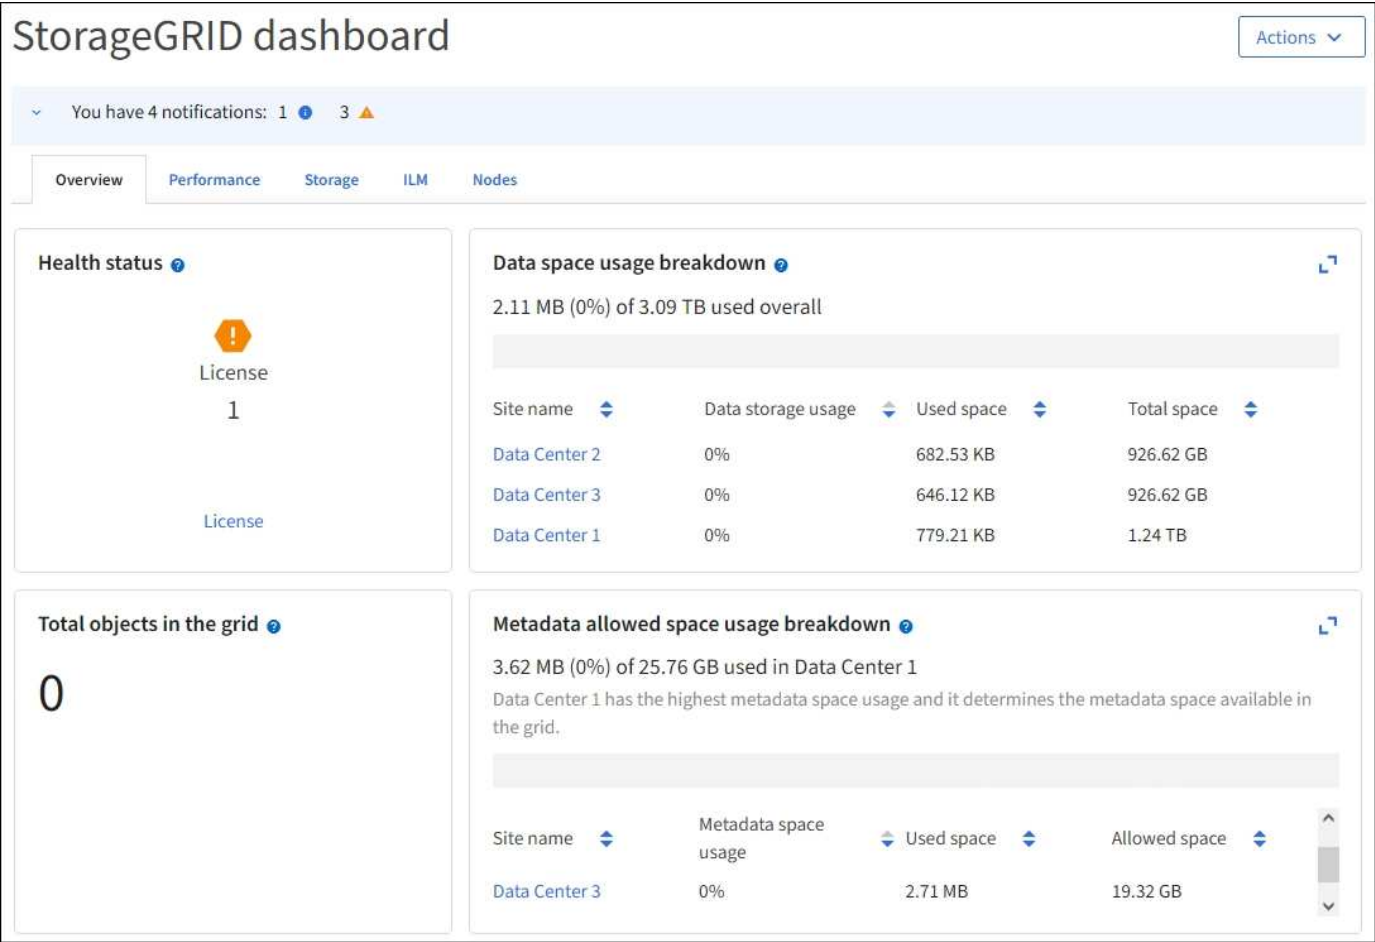 StorageGRID dashboard
Actions
You have 4 notifications: 1 3
Overview Performance Storage ILM Nodes
Health status
License
1
License
Data space usage breakdown
2.11 MB (0%) of 3.09 TB used overall
Site name Data storage usage Used space Total space
Data Center 2 0% 682.53 KB 926.62 GB
Data Center 3 0% 646.12 KB 926.62 GB
Data Center 1 0% 779.21 KB 1.24 TB
Total objects in the grid
0
Metadata allowed space usage breakdown
3.62 MB (0%) of 25.76 GB used in Data Center 1
Data Center 1 has the highest metadata space usage and it determines the metadata space available in
the grid.
Site name Metadata space usage Used space Allowed space
Data Center 3 0% 2.71 MB 19.32 GB